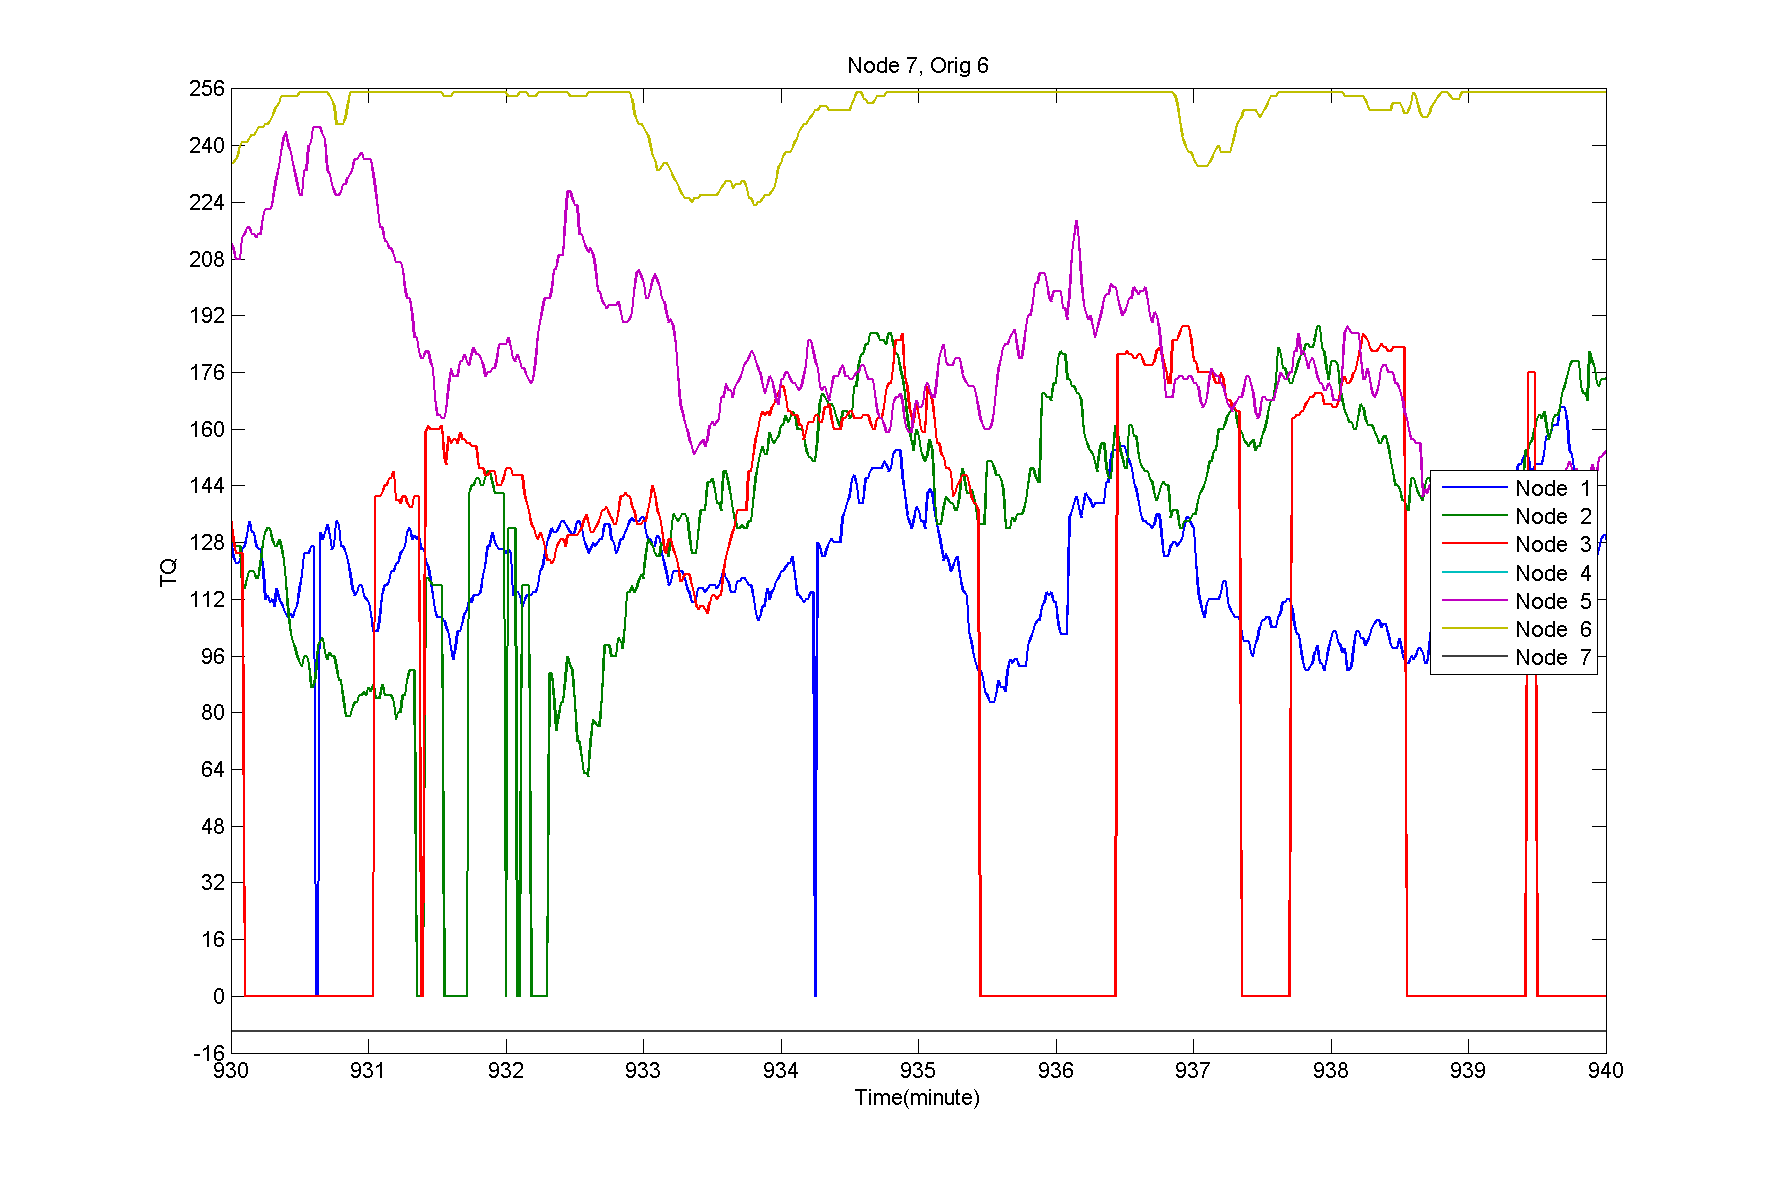 Node 7, Orig 6
256
240
224
208
192
176
160
144
128
112
96
80
64
48
32
16
0
-16
TQ
930 931 932 933 934 935 936 937 938 939 940
Time(minute)
Node 1
Node 2
Node 3
Node 4
Node 5
Node 6
Node 7